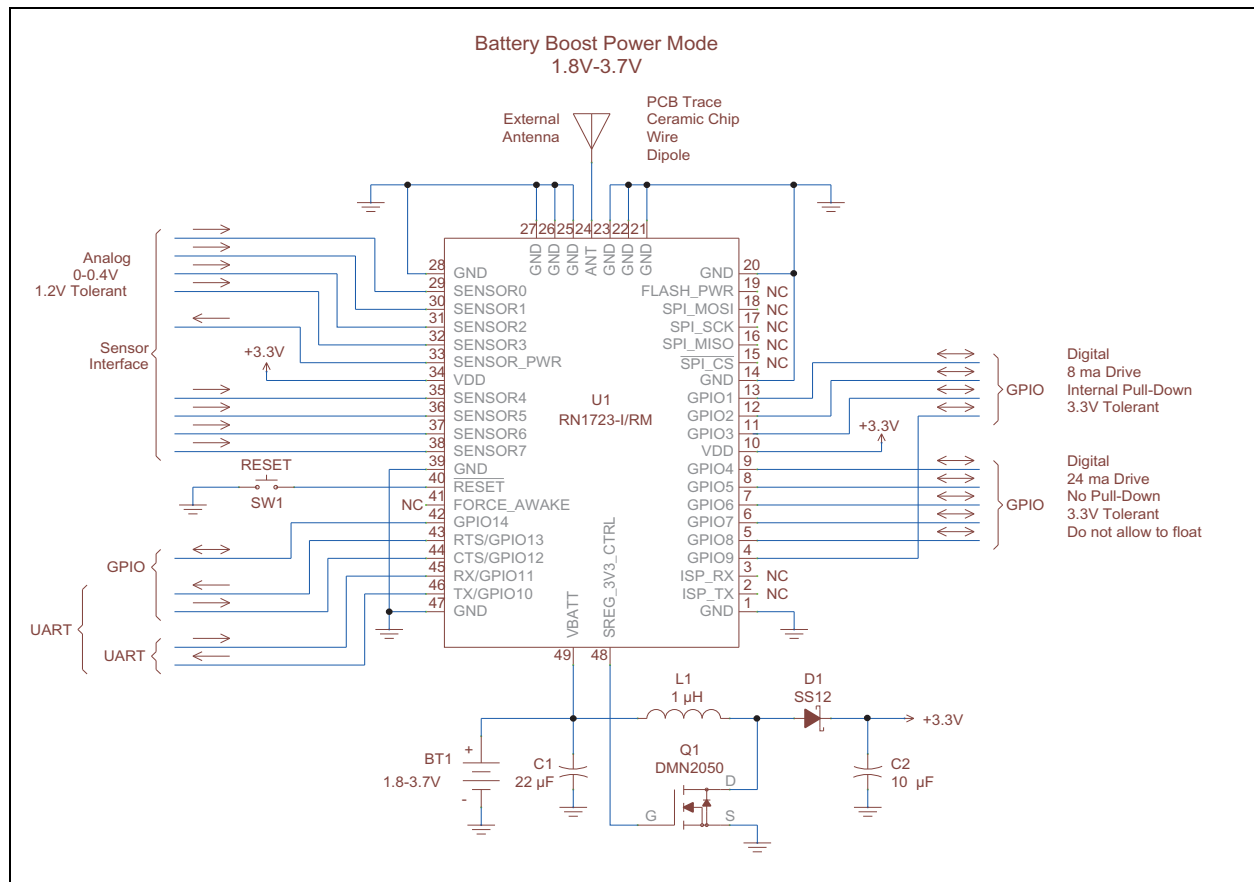 Battery Boost Power Mode
1.8V-3.7V
External
Antenna
PCB Trace
Ceramic Chip
Wire
Dipole
27
26
25
24
23
22
21
GND
GND
GND
ANT
GND
GND
GND
Analog
0-0.4V
1.2V Tolerant
Sensor
Interface
+3.3V
28 GND
29 SENSOR0
30 SENSOR1
31 SENSOR2
32 SENSOR3
33 SENSOR_PWR
34 VDD
35 SENSOR4
36 SENSOR5
37 SENSOR6
38 SENSOR7
39 GND
40 RESET
41 FORCE_AWAKE
42 GPIO14
43 RTS/GPIO13
44 CTS/GPIO12
45 RX/GPIO11
46 TX/GPIO10
47 GND
RESET
SW1
NC
GPIO
UART
UART
U1
RN1723-I/RM
GND 20
FLASH_PWR 19 NC
SPI_MOSI 18 NC
SPI_SCK 17 NC
SPI_MISO 16 NC
SPI_CS 15 NC
GND 14
GPIO1 13
GPIO2 12
GPIO3 11
VDD 10
GPIO4 9
GPIO5 8
GPIO6 7
GPIO7 6
GPIO8 5
GPIO9 4
ISP_RX 3 NC
ISP_TX 2 NC
GND 1
+3.3V
GPIO
Digital
8 ma Drive
Internal Pull-Down
3.3V Tolerant
GPIO
Digital
24 ma Drive
No Pull-Down
3.3V Tolerant
Do not allow to float
VBATT
SREG_3V3_CTRL
49
48
L1
1 µH
D1
SS12
+3.3V
BT1
+
1.8-3.7V
-
C1
22 µF
Q1
DMN2050
D
G
S
C2
10 µF